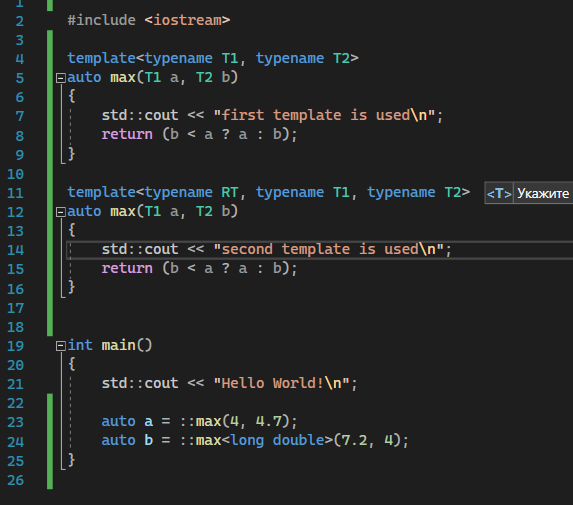 1
2 #include <iostream>
3
4 template<typename T1, typename T2>
5 auto max(T1 a, T2 b)
6 {
7 std::cout << "first template is used\n";
8 return (b < a ? a : b);
9 }
10
11 template<typename RT, typename T1, typename T2> <T> Укажите
12 auto max(T1 a, T2 b)
13 {
14 std::cout << "second template is used\n";
15 return (b < a ? a : b);
16 }
17
18
19 int main()
20 {
21 std::cout << "Hello World!\n";
22
23 auto a = ::max(4, 4.7);
24 auto b = ::max<long double>(7.2, 4);
25 }
26